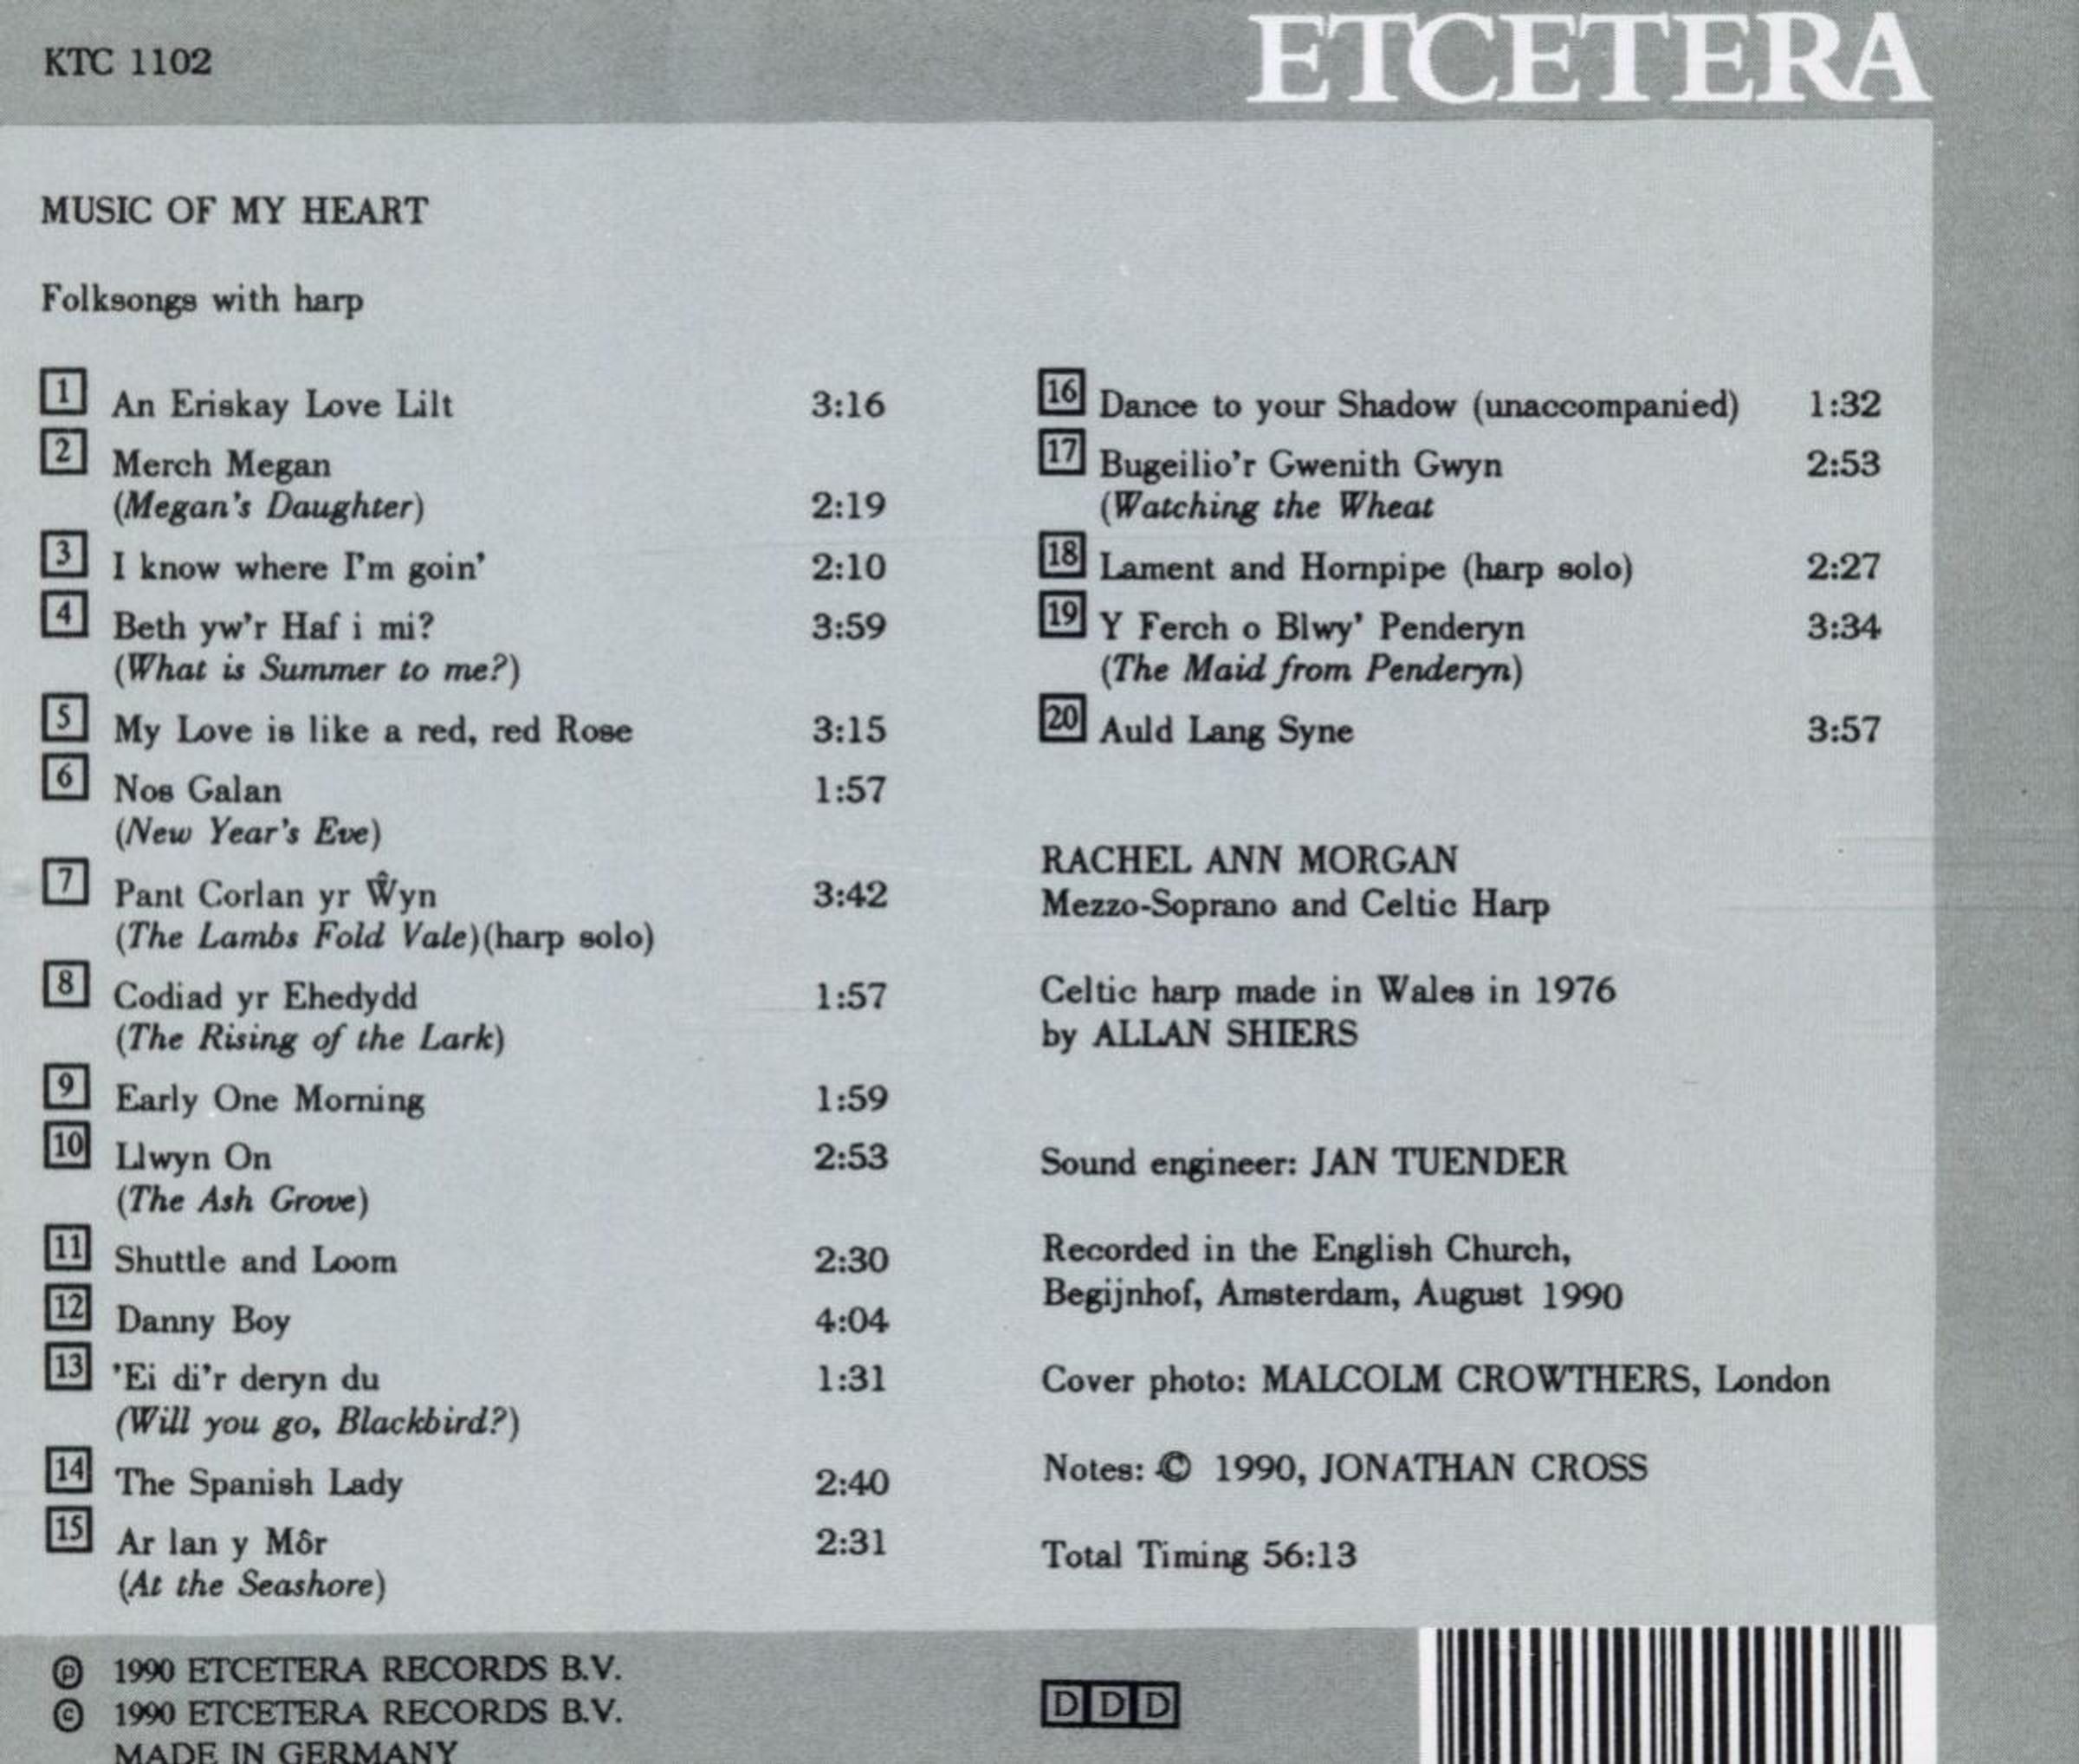 KTC 1102
ETCETERA
MUSIC OF MY HEART
Folksongs with harp
1 An Eriskay Love Lilt 3:16
2 Merch Megan
(Megan's Daughter) 2:19
3 I know where I'm goin' 2:10
4 Beth yw'r Haf i mi? 3:59
(What is Summer to me?)
5 My Love is like a red, red Rose 3:15
6 Nos Galan 1:57
(New Year's Eve)
7 Pant Corlan yr Ŵyn 3:42
(The Lambs Fold Vale)(harp solo)
8 Codiad yr Ehedydd 1:57
(The Rising of the Lark)
9 Early One Morning 1:59
10 Llwyn On 2:53
(The Ash Grove)
11 Shuttle and Loom 2:30
12 Danny Boy 4:04
13 'Ei di'r deryn du 1:31
(Will you go, Blackbird?)
14 The Spanish Lady 2:40
15 Ar lan y Môr 2:31
(At the Seashore)
16 Dance to your Shadow (unaccompanied) 1:32
17 Bugeilio'r Gwenith Gwyn 2:53
(Watching the Wheat
18 Lament and Hornpipe (harp solo) 2:27
19 Y Ferch o Blwy' Penderyn 3:34
(The Maid from Penderyn)
20 Auld Lang Syne 3:57
RACHEL ANN MORGAN
Mezzo-Soprano and Celtic Harp
Celtic harp made in Wales in 1976
by ALLAN SHIERS
Sound engineer: JAN TUENDER
Recorded in the English Church,
Begijnhof, Amsterdam, August 1990
Cover photo: MALCOLM CROWTHERS, London
Notes: © 1990, JONATHAN CROSS
Total Timing 56:13
℗ 1990 ETCETERA RECORDS B.V.
© 1990 ETCETERA RECORDS B.V.
MADE IN GERMANY
DDD